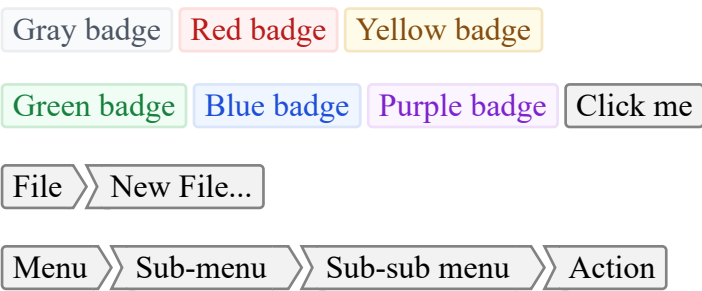 Gray badge Red badge Yellow badge
Green badge Blue badge Purple badge Click me
File New File...
Menu Sub-menu Sub-sub menu Action